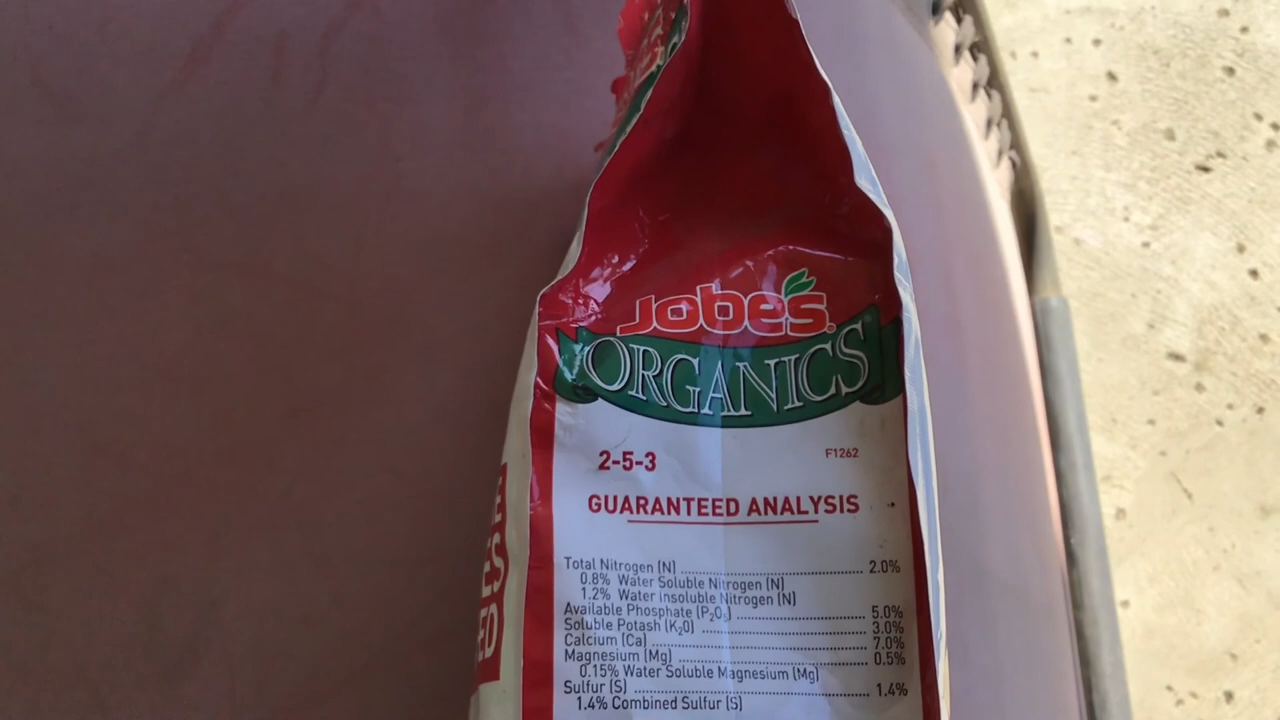 Jobe's
ORGANICS
2-5-3
F1262
GUARANTEED ANALYSIS
Total Nitrogen (N) 2.0%
0.8% Water Soluble Nitrogen (N)
1.2% Water Insoluble Nitrogen (N)
Available Phosphate (P₂O₅) 5.0%
Soluble Potash (K₂O) 3.0%
Calcium (Ca) 7.0%
Magnesium (Mg) 0.5%
0.15% Water Soluble Magnesium (Mg)
Sulfur (S) 1.4%
1.4% Combined Sulfur (S)